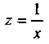 z = 1/x